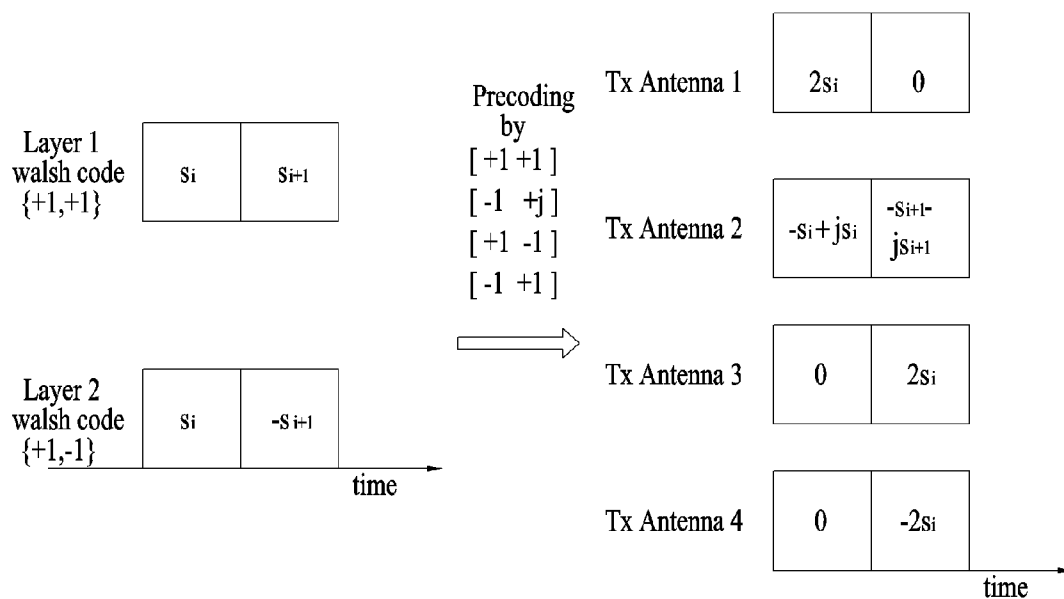 Layer 1
walsh code
{+1,+1}
si
si+1
Layer 2
walsh code
{+1,-1}
si
-si+1
time
Precoding
by
[ +1 +1 ]
[ -1 +j ]
[ +1 -1 ]
[ -1 +1 ]
Tx Antenna 1
2si
0
Tx Antenna 2
-si+jsi
-si+1-
jsi+1
Tx Antenna 3
0
2si
Tx Antenna 4
0
-2si
time